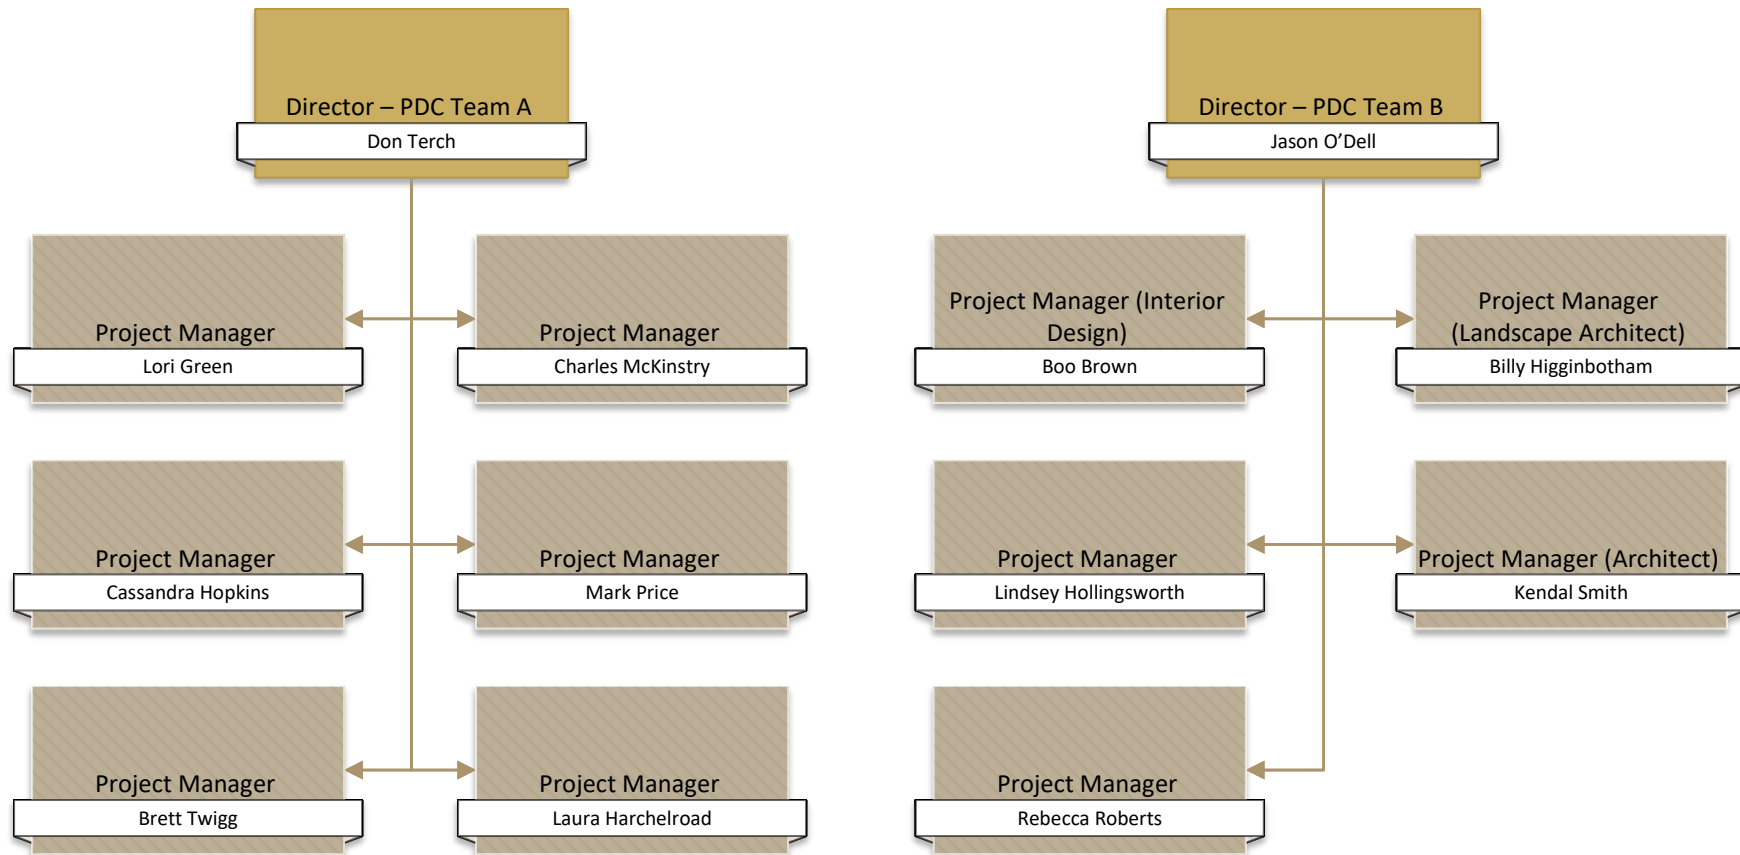 Director – PDC Team A
Don Terch
Director – PDC Team B
Jason O’Dell
Project Manager
Lori Green
Project Manager
Charles McKinstry
Project Manager (Interior
Design)
Boo Brown
Project Manager
(Landscape Architect)
Billy Higginbotham
Project Manager
Cassandra Hopkins
Project Manager
Mark Price
Project Manager
Lindsey Hollingsworth
Project Manager (Architect)
Kendal Smith
Project Manager
Brett Twigg
Project Manager
Laura Harchelroad
Project Manager
Rebecca Roberts